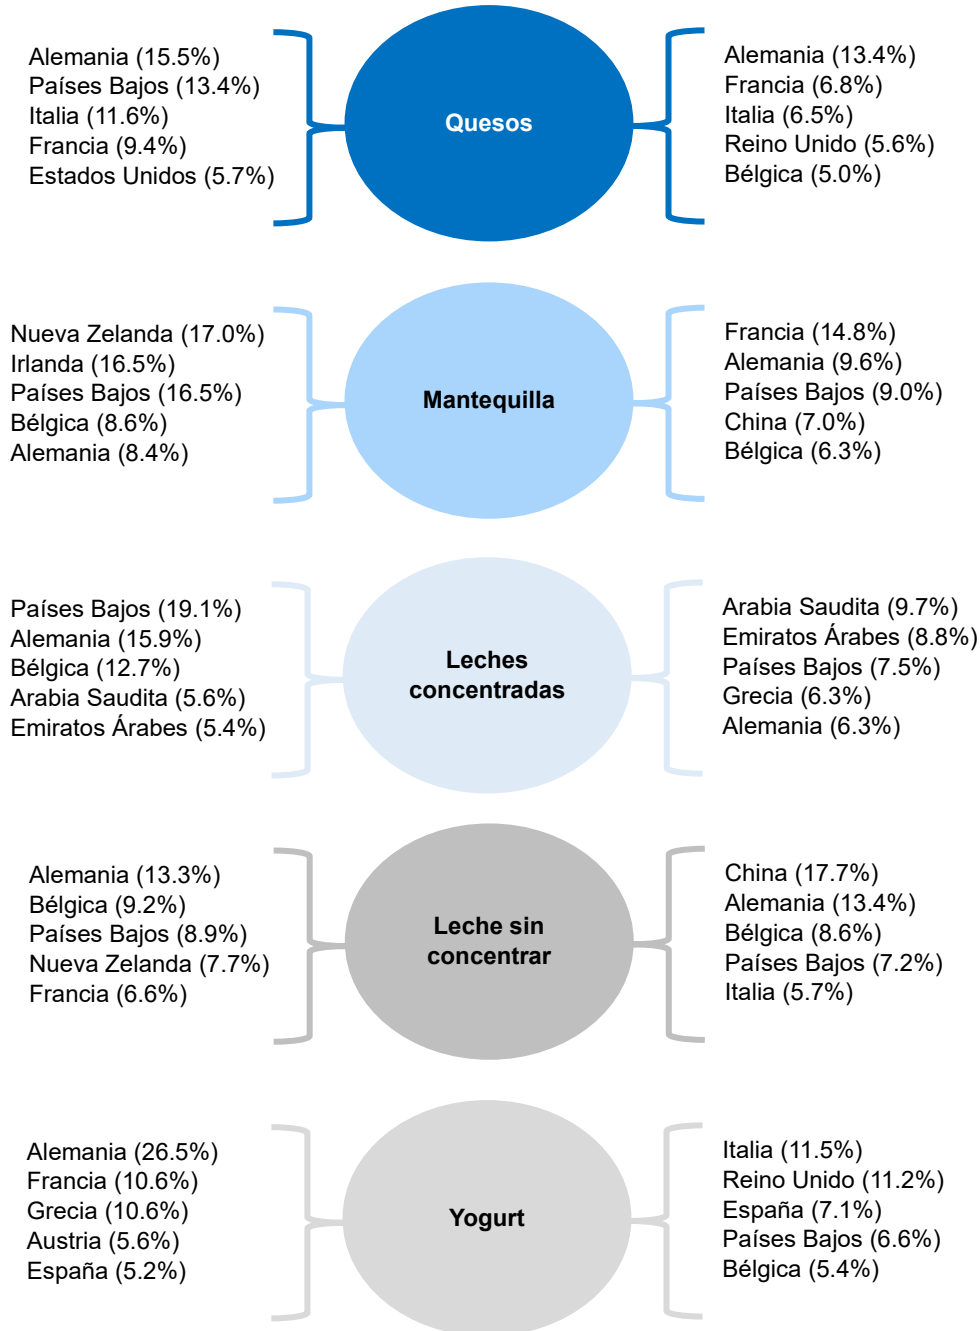 Alemania (15.5%)
Países Bajos (13.4%)
Italia (11.6%)
Francia (9.4%)
Estados Unidos (5.7%)
Quesos
Alemania (13.4%)
Francia (6.8%)
Italia (6.5%)
Reino Unido (5.6%)
Bélgica (5.0%)
Nueva Zelanda (17.0%)
Irlanda (16.5%)
Países Bajos (16.5%)
Bélgica (8.6%)
Alemania (8.4%)
Mantequilla
Francia (14.8%)
Alemania (9.6%)
Países Bajos (9.0%)
China (7.0%)
Bélgica (6.3%)
Países Bajos (19.1%)
Alemania (15.9%)
Bélgica (12.7%)
Arabia Saudita (5.6%)
Emiratos Árabes (5.4%)
Leches
concentradas
Arabia Saudita (9.7%)
Emiratos Árabes (8.8%)
Países Bajos (7.5%)
Grecia (6.3%)
Alemania (6.3%)
Alemania (13.3%)
Bélgica (9.2%)
Países Bajos (8.9%)
Nueva Zelanda (7.7%)
Francia (6.6%)
Leche sin
concentrar
China (17.7%)
Alemania (13.4%)
Bélgica (8.6%)
Países Bajos (7.2%)
Italia (5.7%)
Alemania (26.5%)
Francia (10.6%)
Grecia (10.6%)
Austria (5.6%)
España (5.2%)
Yogurt
Italia (11.5%)
Reino Unido (11.2%)
España (7.1%)
Países Bajos (6.6%)
Bélgica (5.4%)